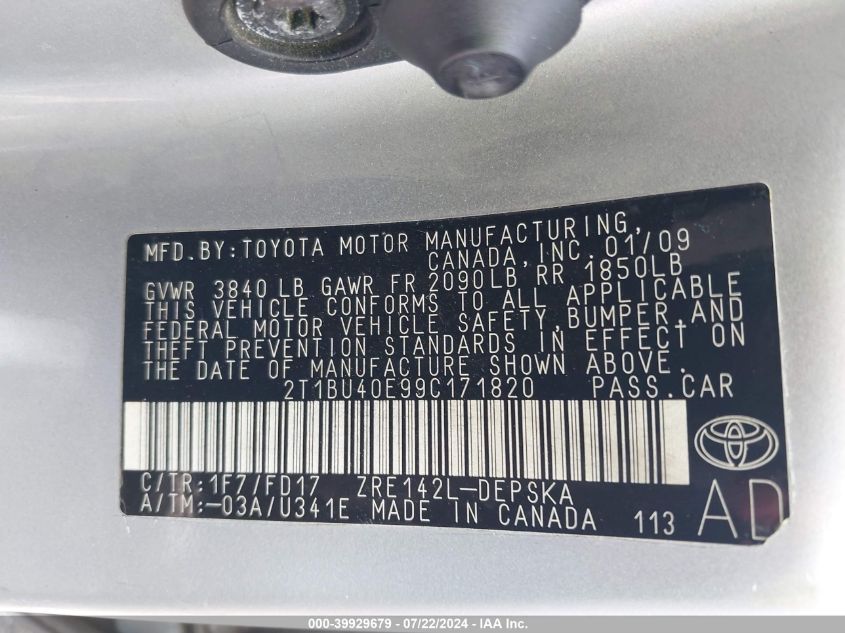 MFD.BY:TOYOTA MOTOR MANUFACTURING,
CANADA,INC. 01/09
GVWR 3840 LB GAWR FR 2090LB RR 1850LB
THIS VEHICLE CONFORMS TO ALL APPLICABLE
FEDERAL MOTOR VEHICLE SAFETY,BUMPER,AND
THEFT PREVENTION STANDARDS IN EFFECT ON
THE DATE OF MANUFACTURE SHOWN ABOVE.
2T1BU40E99C171820 PASS.CAR
C/TR:1F7/FD17 ZRE142L-DEPSKA
A/TM:-03A/U341E MADE IN CANADA 113 AD
000-39929679 / 07/22/2024 - IAA Inc.